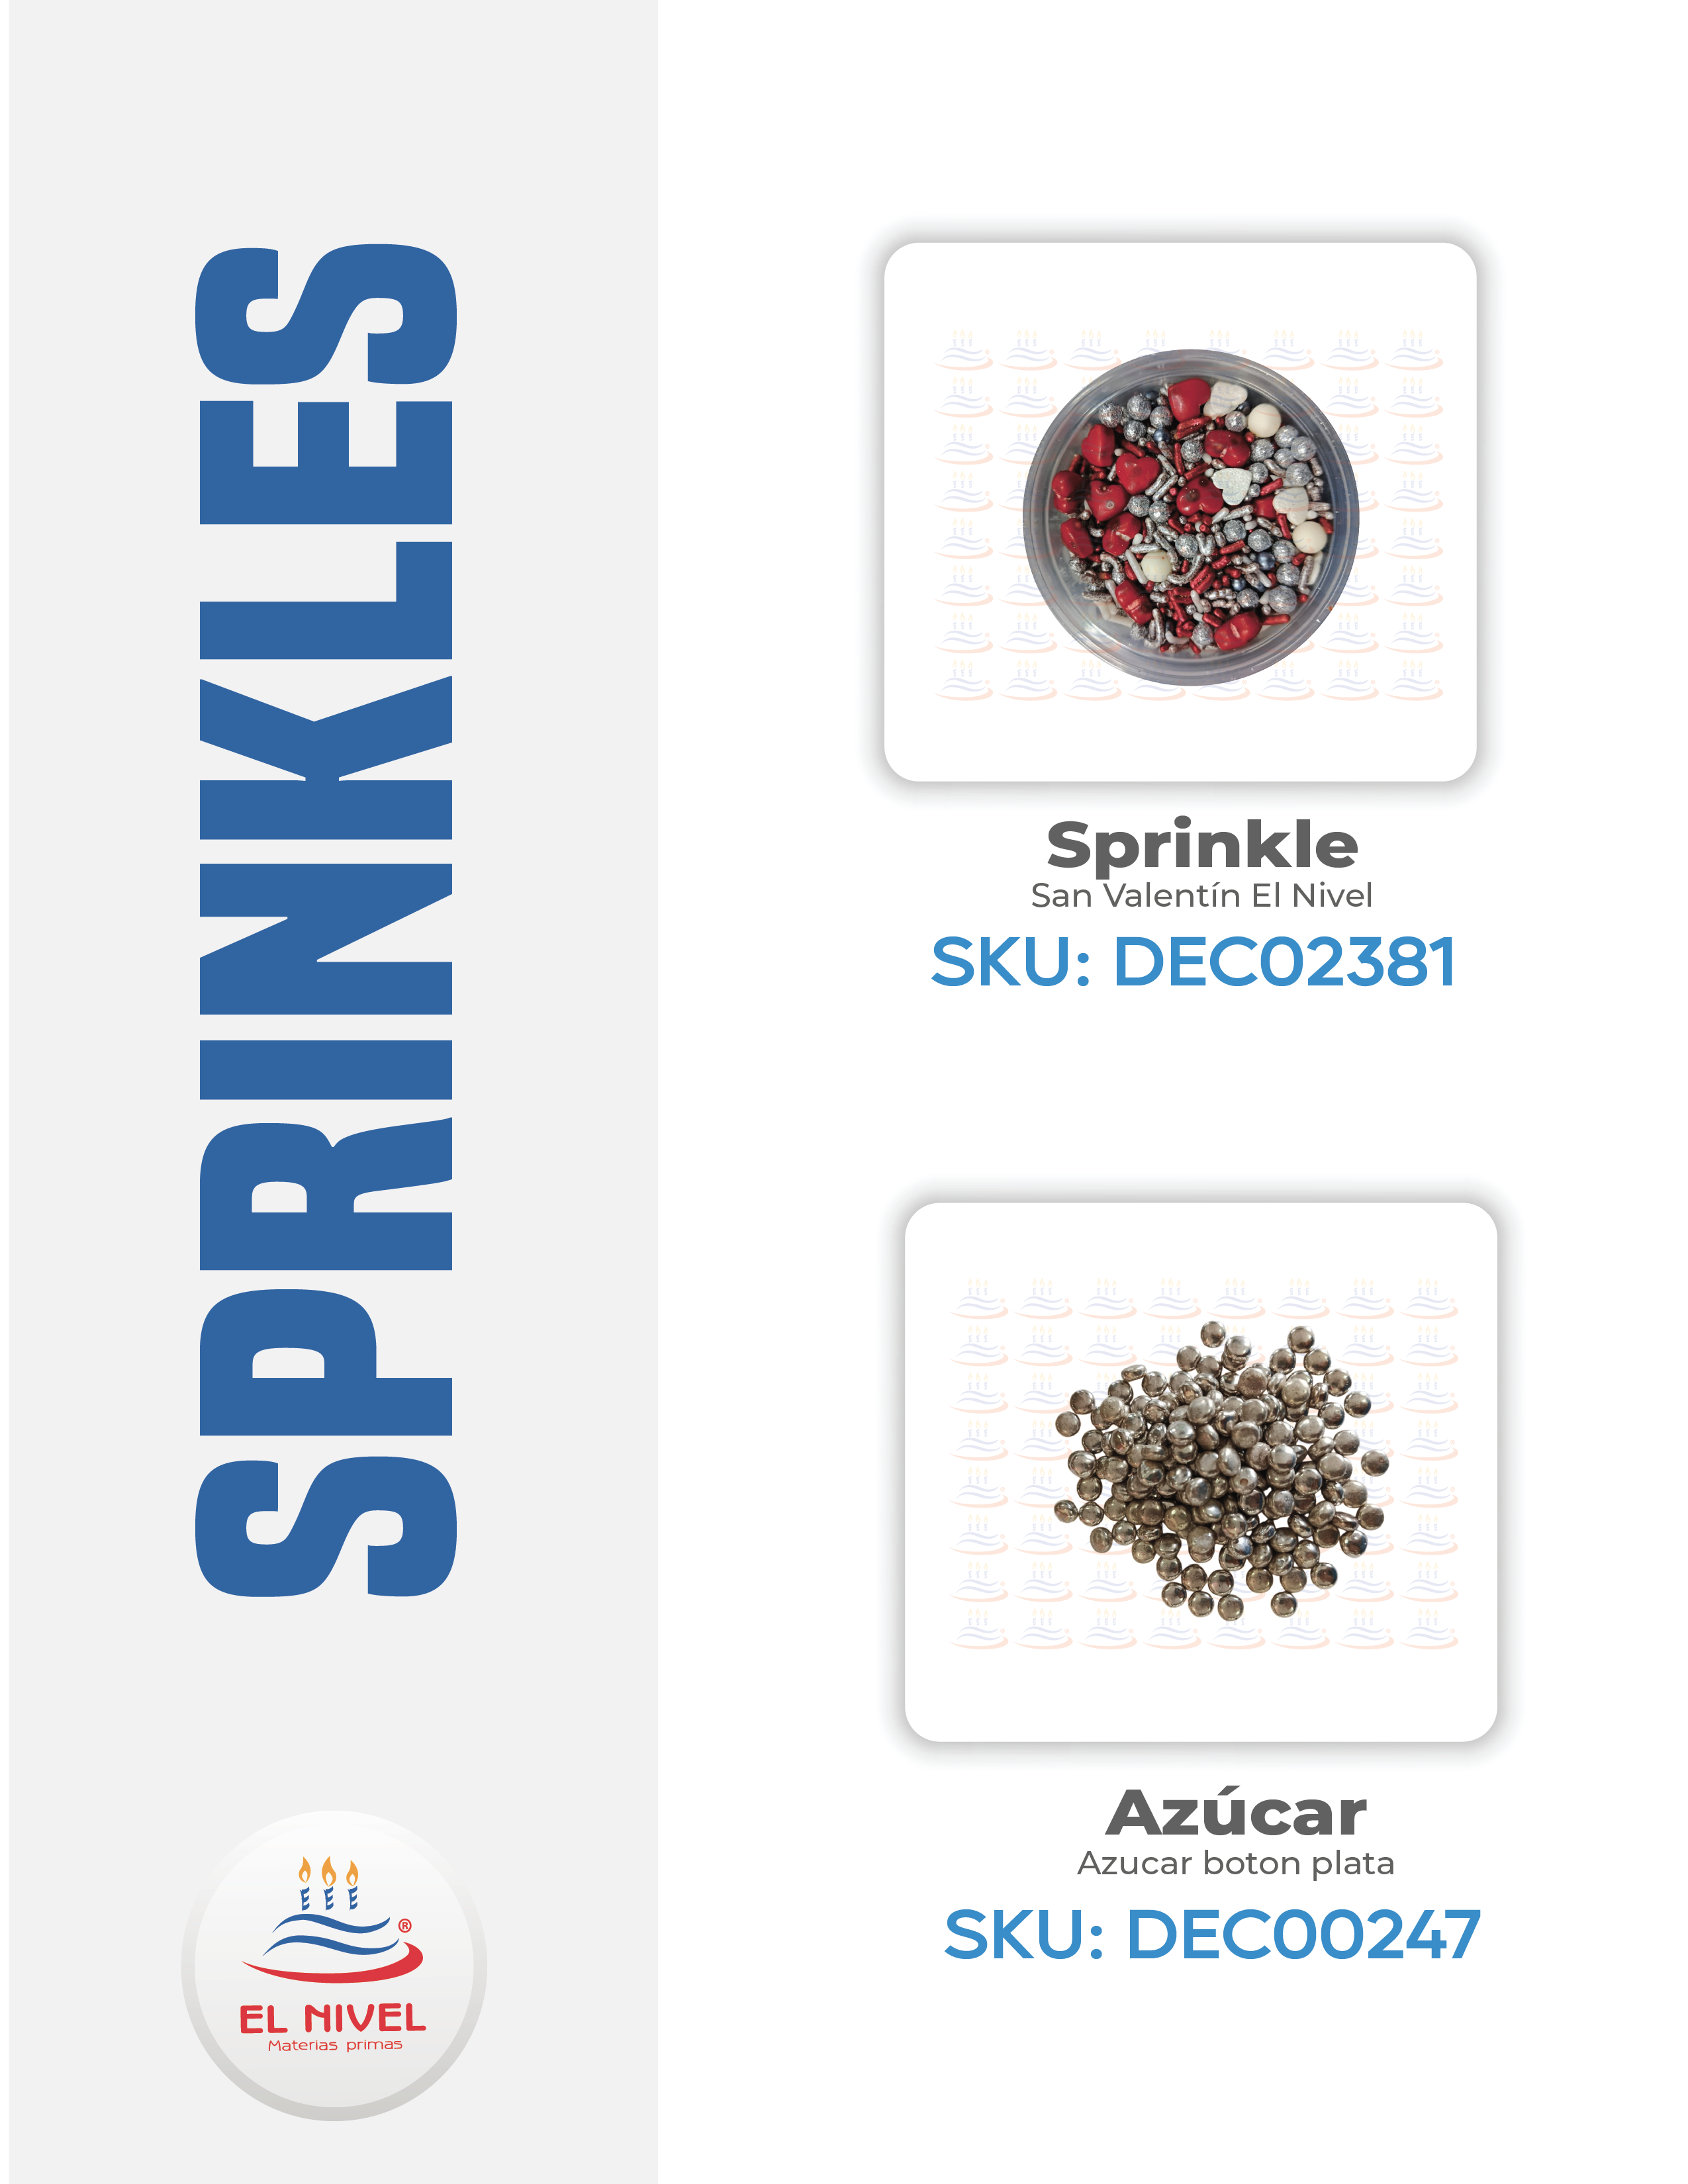 SPRINKLES
Sprinkle
San Valentín El Nivel
SKU: DEC02381
Azúcar
Azucar boton plata
SKU: DEC00247
®
EL NIVEL
Materias primas